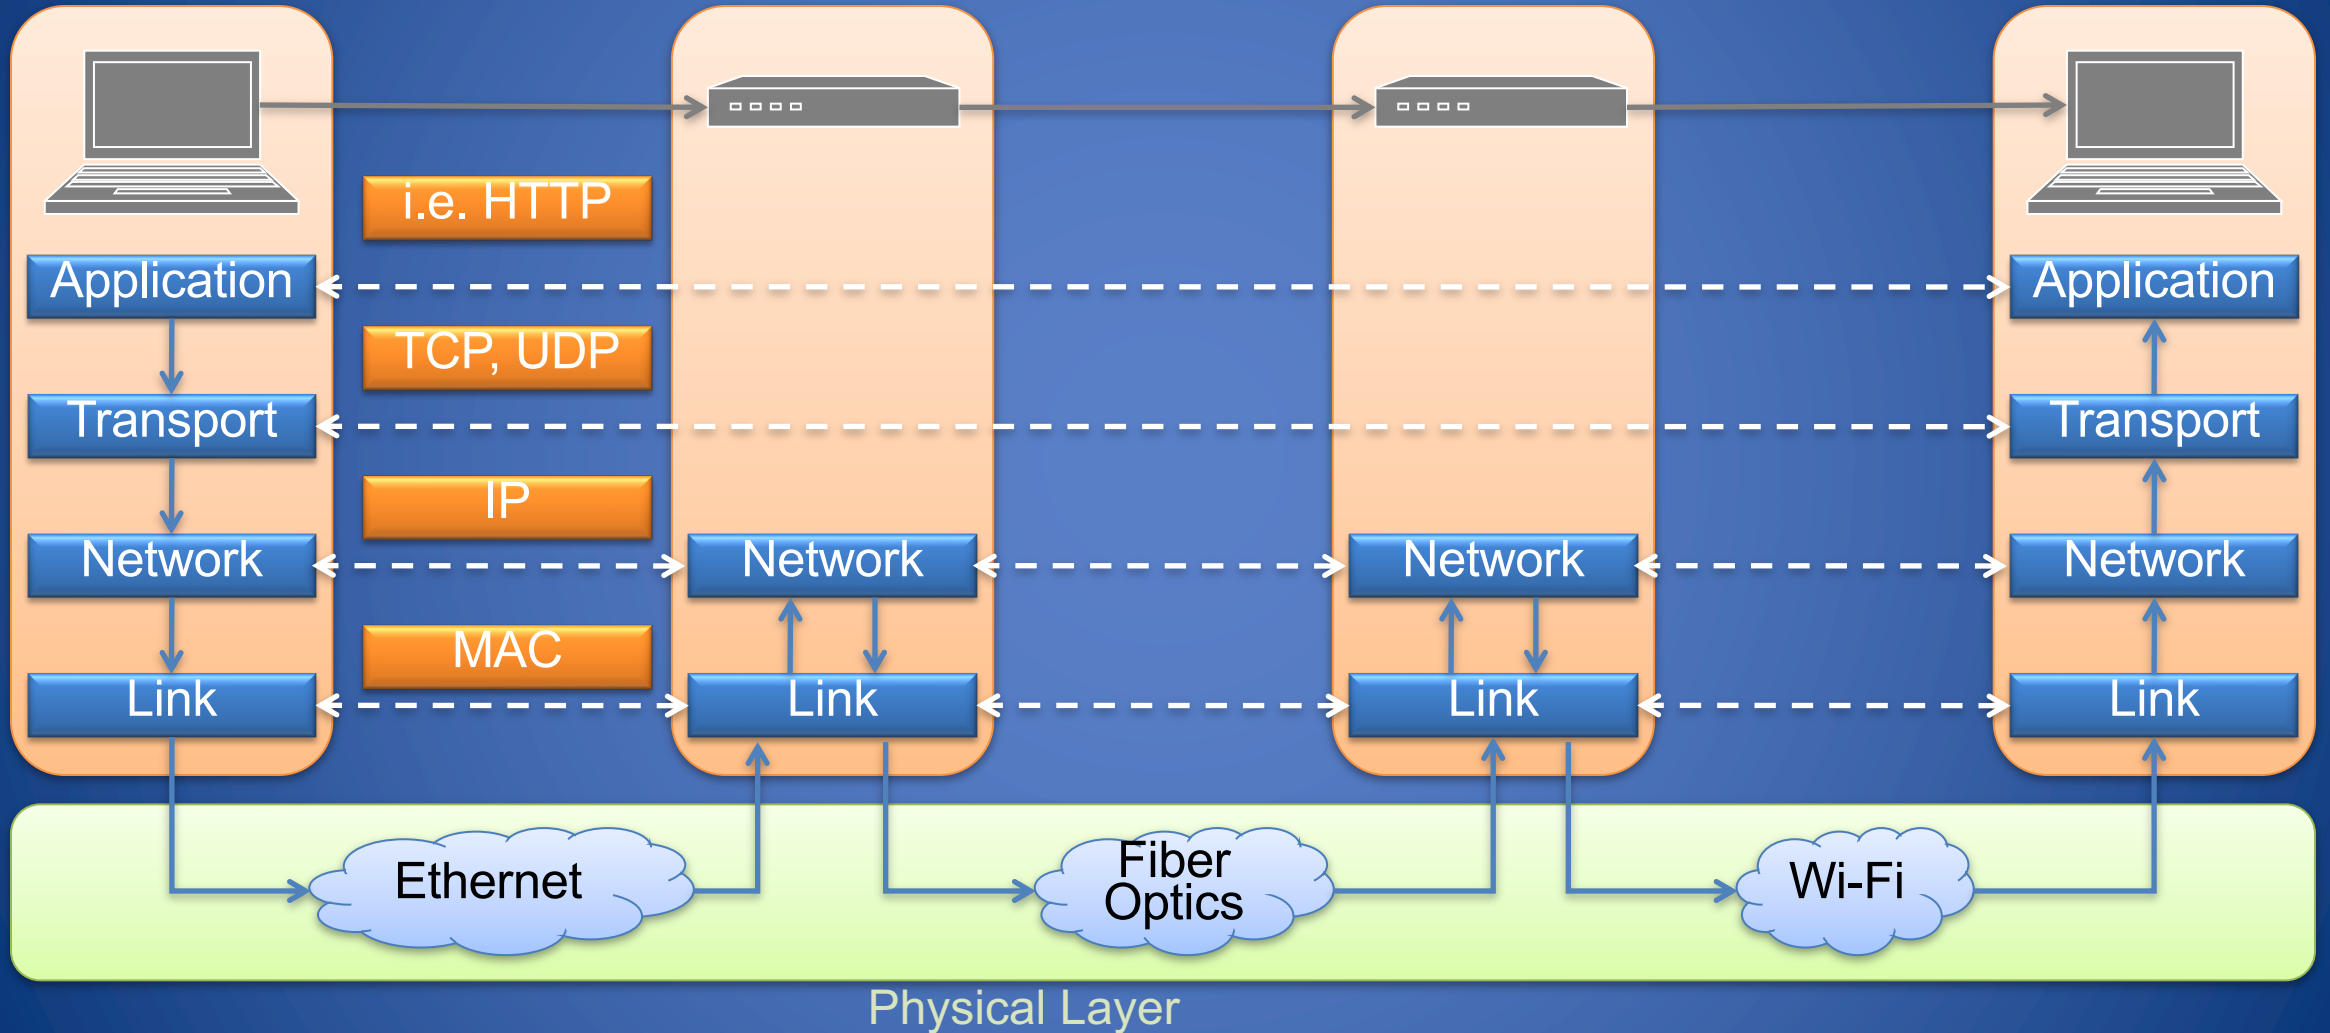 i.e. HTTP
Application
Application
TCP, UDP
Transport
Transport
IP
Network
Network
Network
Network
MAC
Link
Link
Link
Link
Ethernet
Fiber
Optics
Wi-Fi
Physical Layer